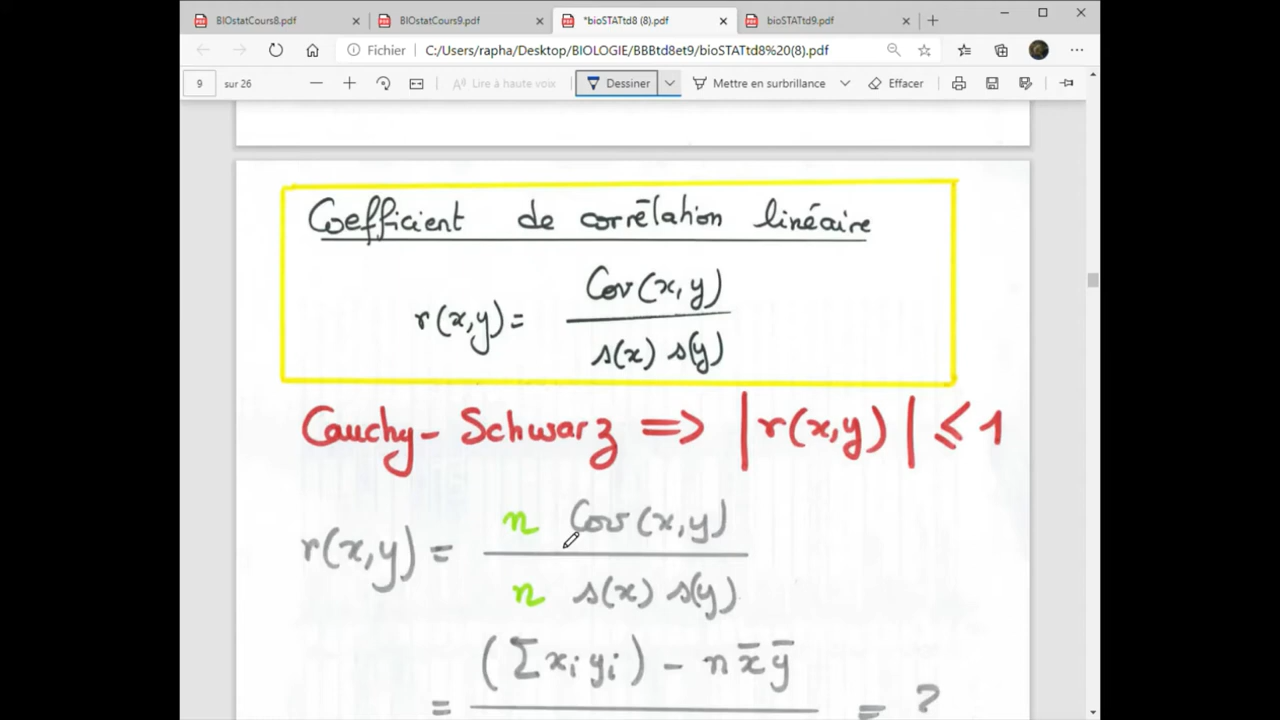 BIOstatCours8.pdf
BIOstatCours9.pdf
*bioSTATtd8 (8).pdf
bioSTATtd9.pdf
Fichier
C:/Users/rapha/Desktop/BIOLOGIE/BBBtd8et9/bioSTATtd8%20(8).pdf
9 sur 26
Lire à haute voix
Dessiner
Mettre en surbrillance
Effacer
Coefficient de corrélation linéaire
r(x,y) = Cov(x,y)
s(x) s(y)
Cauchy-Schwarz => |r(x,y)| ≤ 1
r(x,y) = n Cov(x,y)
n s(x) s(y)
= (Σ xi yi) - n x̄ ȳ = ?